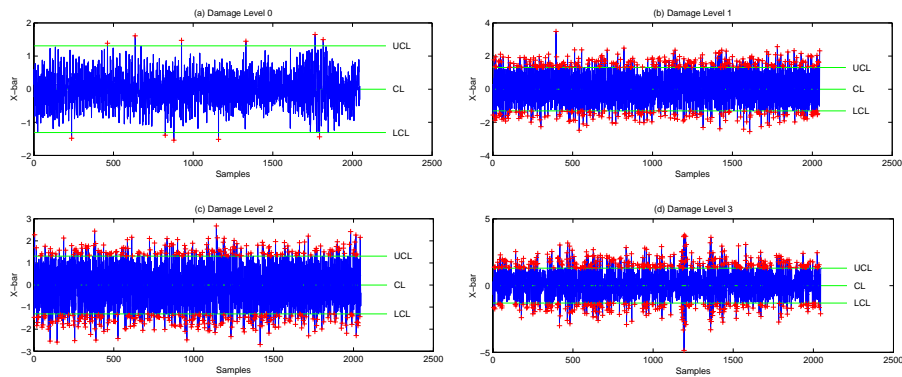 (a) Damage Level 0
2
1
0
−1
−2
X−bar
UCL
CL
LCL
0 500 1000 1500 2000 2500
Samples
(b) Damage Level 1
4
2
0
−2
−4
X−bar
UCL
CL
LCL
0 500 1000 1500 2000 2500
Samples
(c) Damage Level 2
3
2
1
0
−1
−2
−3
X−bar
UCL
CL
LCL
0 500 1000 1500 2000 2500
Samples
(d) Damage Level 3
5
0
−5
X−bar
UCL
CL
LCL
0 500 1000 1500 2000 2500
Samples